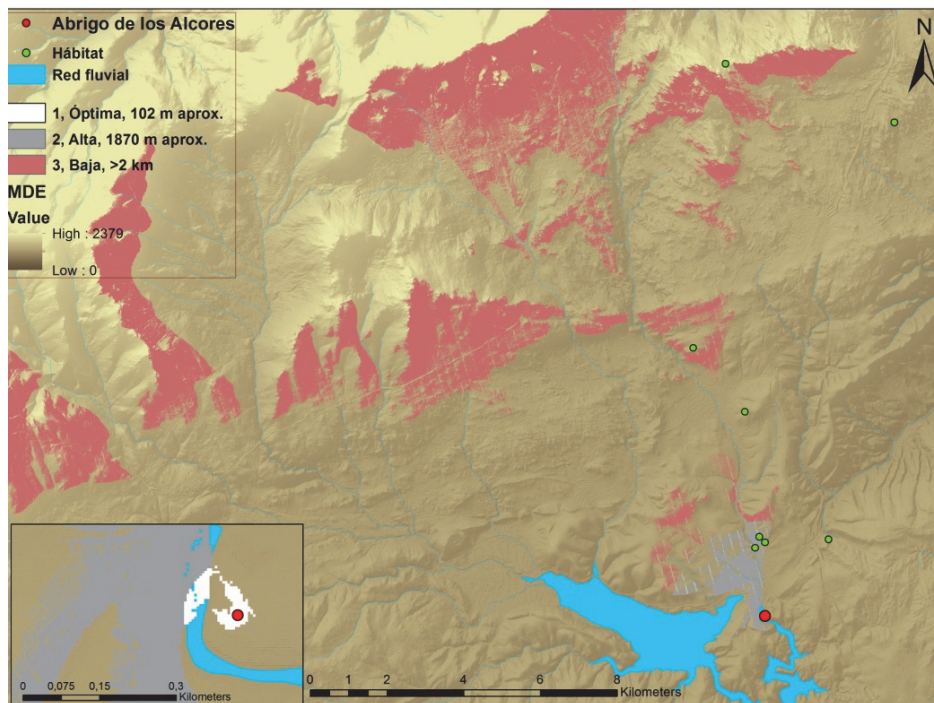 Abrigo de los Alcores
Hábitat
Red fluvial
1, Óptima, 102 m aprox.
2, Alta, 1870 m aprox.
3, Baja, >2 km
MDE
Value
High : 2379
Low : 0
N
0 0,075 0,15 0,3
Kilometers
0 1 2 4 6 8
Kilometers